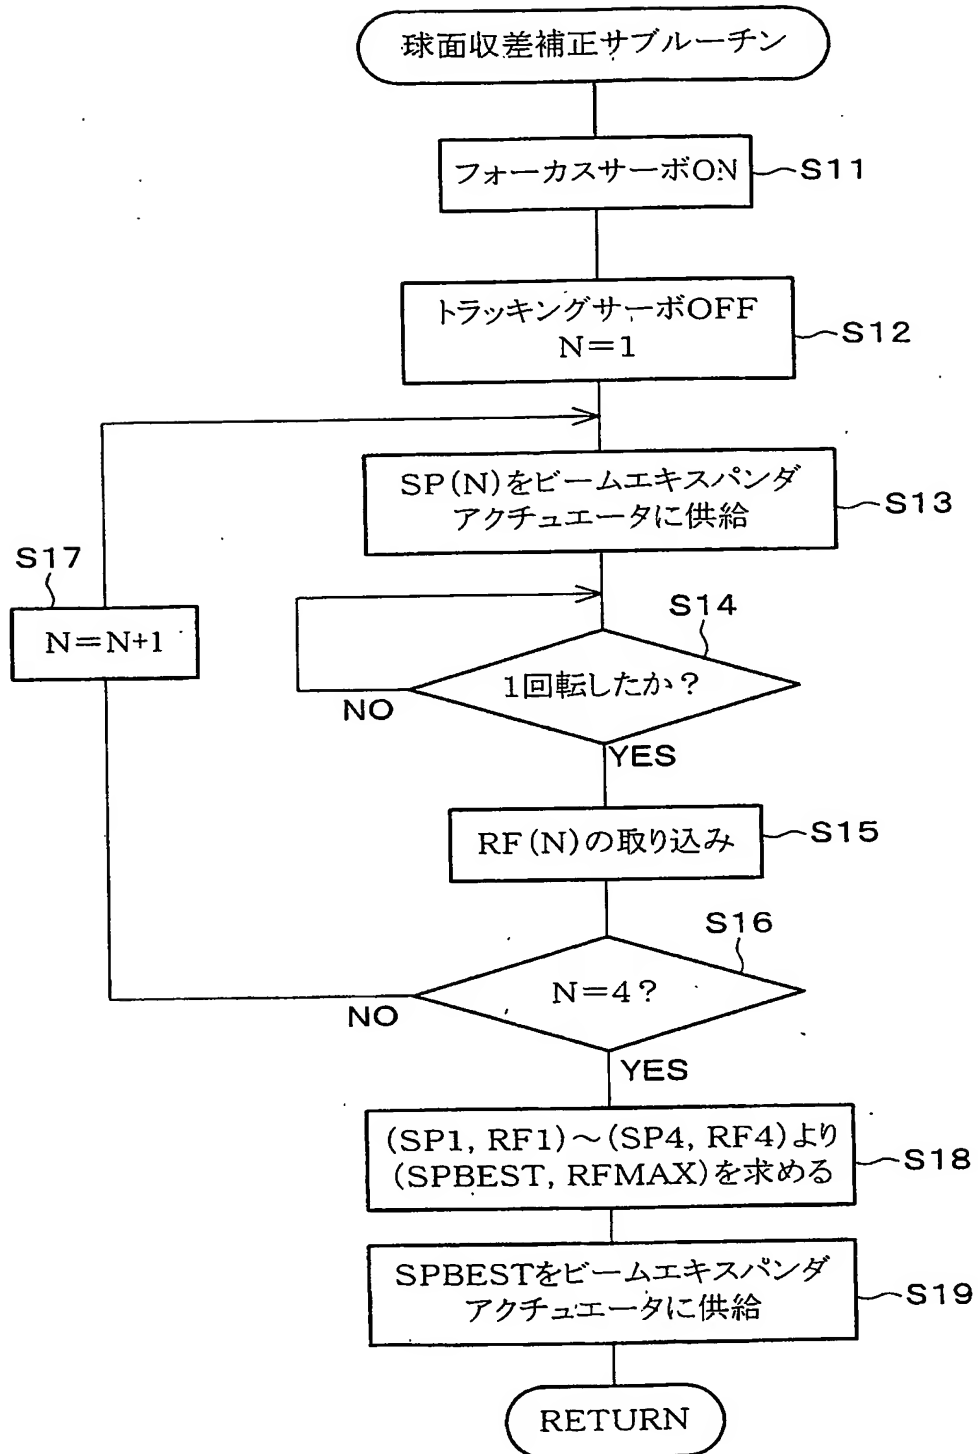 球面収差補正サブルーチン
フォーカスサーボON
S11
トラッキングサーボOFF
N=1
S12
SP(N)をビームエキスパンダ
アクチュエータに供給
S13
S17
N=N+1
S14
1回転したか?
NO
YES
RF(N)の取り込み
S15
S16
N=4?
NO
YES
(SP1, RF1)~(SP4, RF4)より
(SPBEST, RFMAX)を求める
S18
SPBESTをビームエキスパンダ
アクチュエータに供給
S19
RETURN